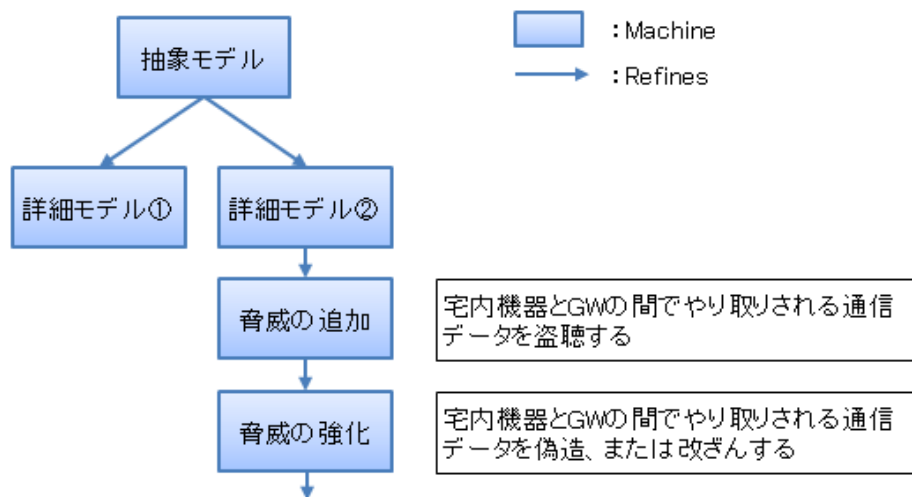 抽象モデル
：Machine
：Refines
詳細モデル①
詳細モデル②
脅威の追加
宅内機器とGWの間でやり取りされる通信
データを盗聴する
脅威の強化
宅内機器とGWの間でやり取りされる通信
データを偽造、または改ざんする